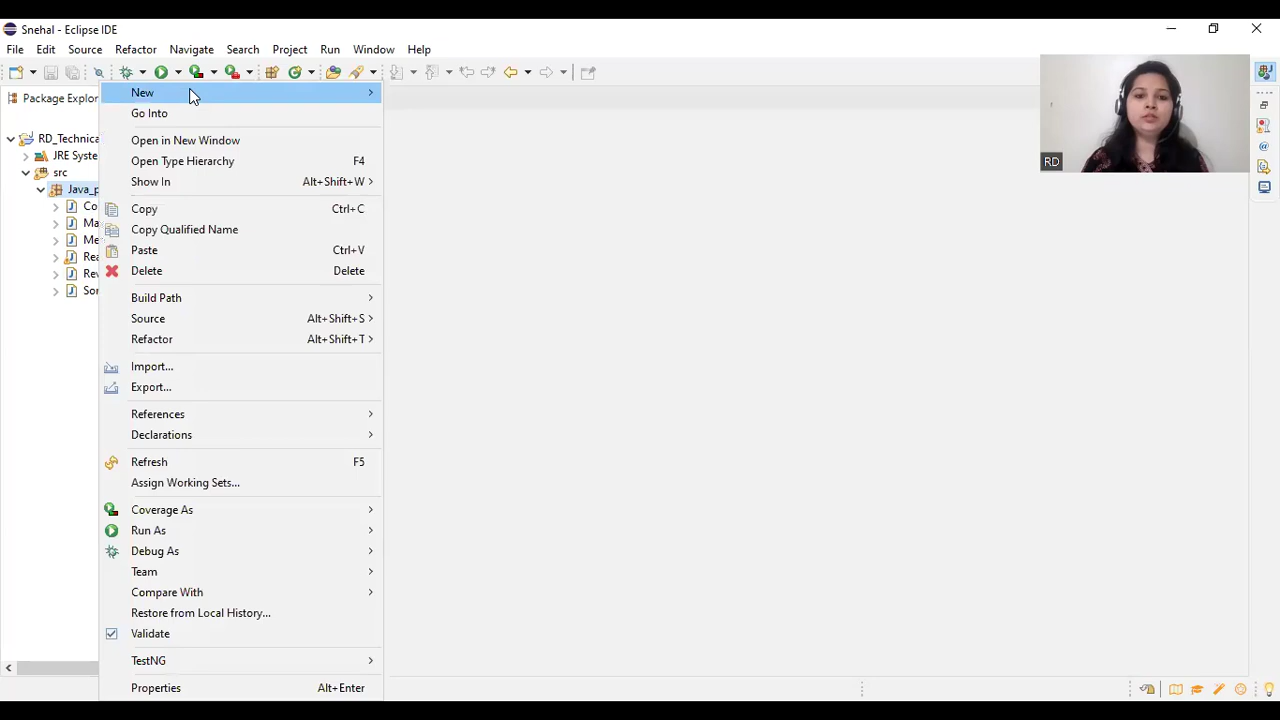 Snehal - Eclipse IDE
File Edit Source Refactor Navigate Search Project Run Window Help
Package Explor
RD_Technica
JRE Syste
src
Java_p
Co
Ma
Me
Rea
Rev
Sor
New
Go Into
Open in New Window
Open Type Hierarchy F4
Show In Alt+Shift+W
Copy Ctrl+C
Copy Qualified Name
Paste Ctrl+V
Delete Delete
Build Path
Source Alt+Shift+S
Refactor Alt+Shift+T
Import...
Export...
References
Declarations
Refresh F5
Assign Working Sets...
Coverage As
Run As
Debug As
Team
Compare With
Restore from Local History...
Validate
TestNG
Properties Alt+Enter
RD